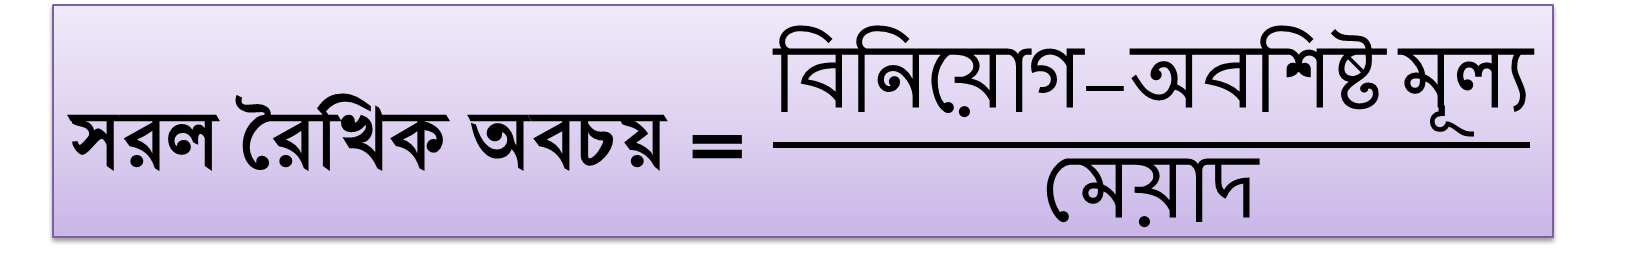 সরল রৈখিক অবচয় = বিনিয়োগ–অবশিষ্ট মূল্য
মেয়াদ